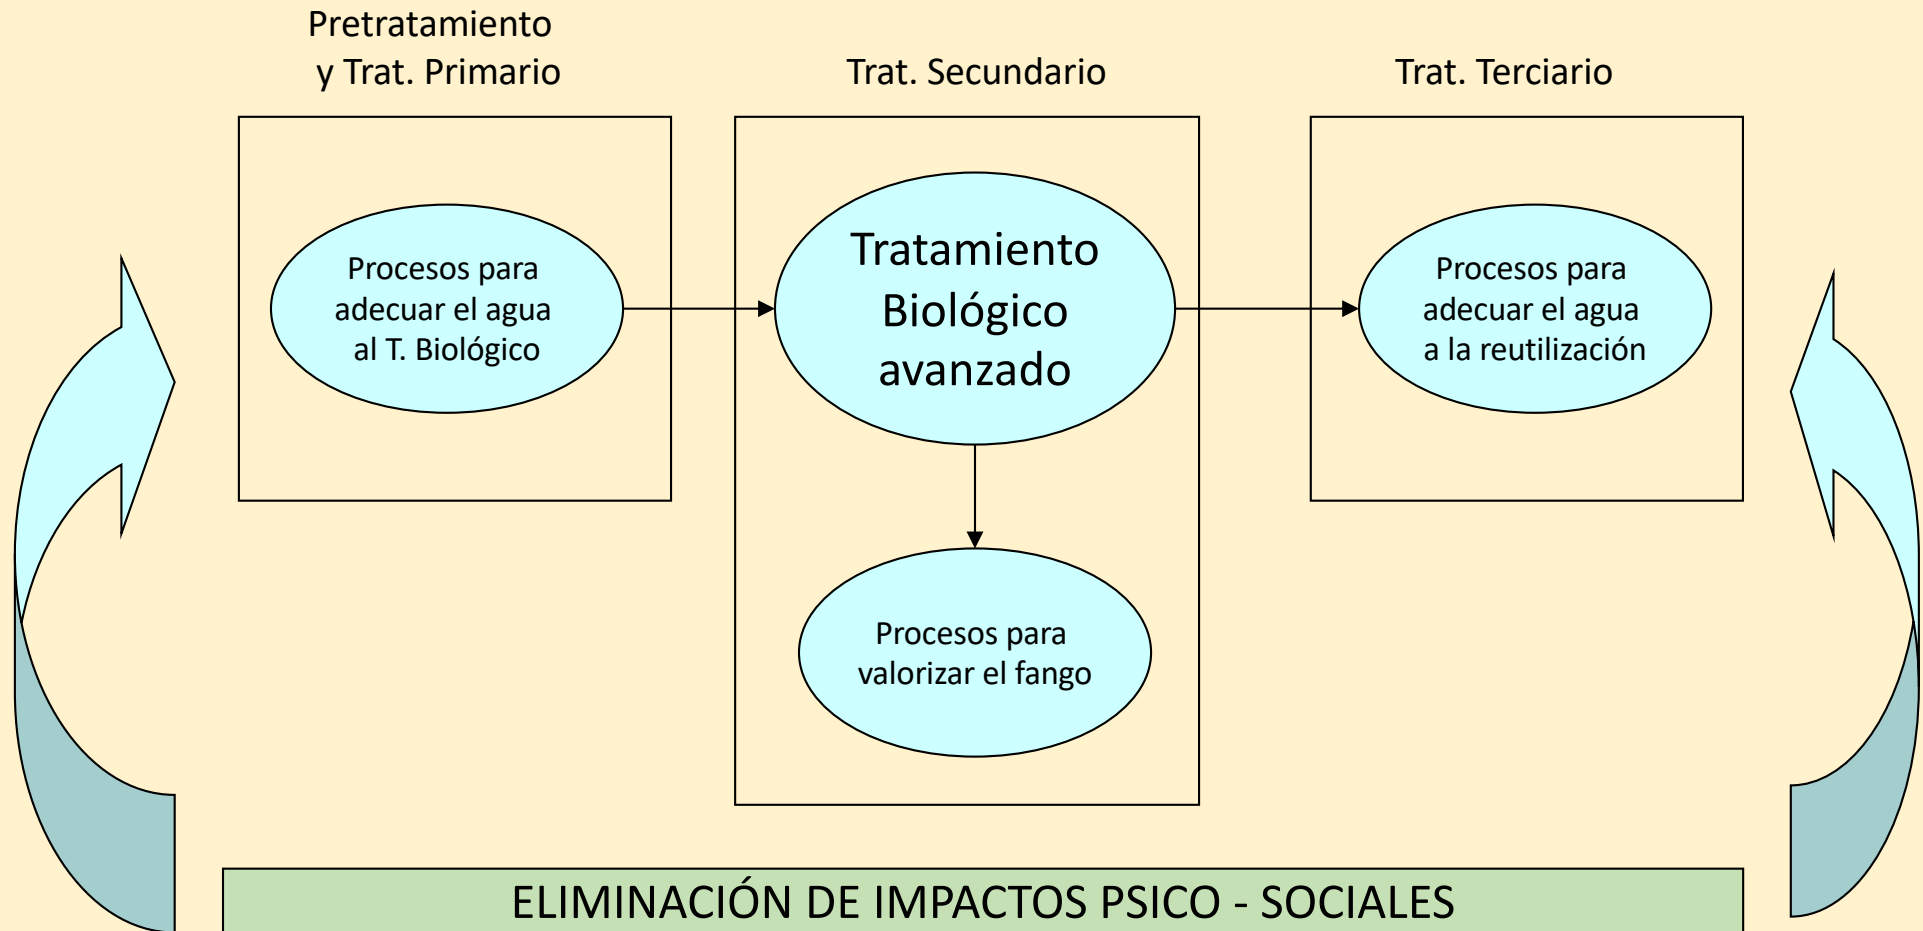 Pretratamiento
y Trat. Primario
Trat. Secundario
Trat. Terciario
Procesos para
adecuar el agua
al T. Biológico
Tratamiento
Biológico
avanzado
Procesos para
adecuar el agua
a la reutilización
Procesos para
valorizar el fango
ELIMINACIÓN DE IMPACTOS PSICO - SOCIALES